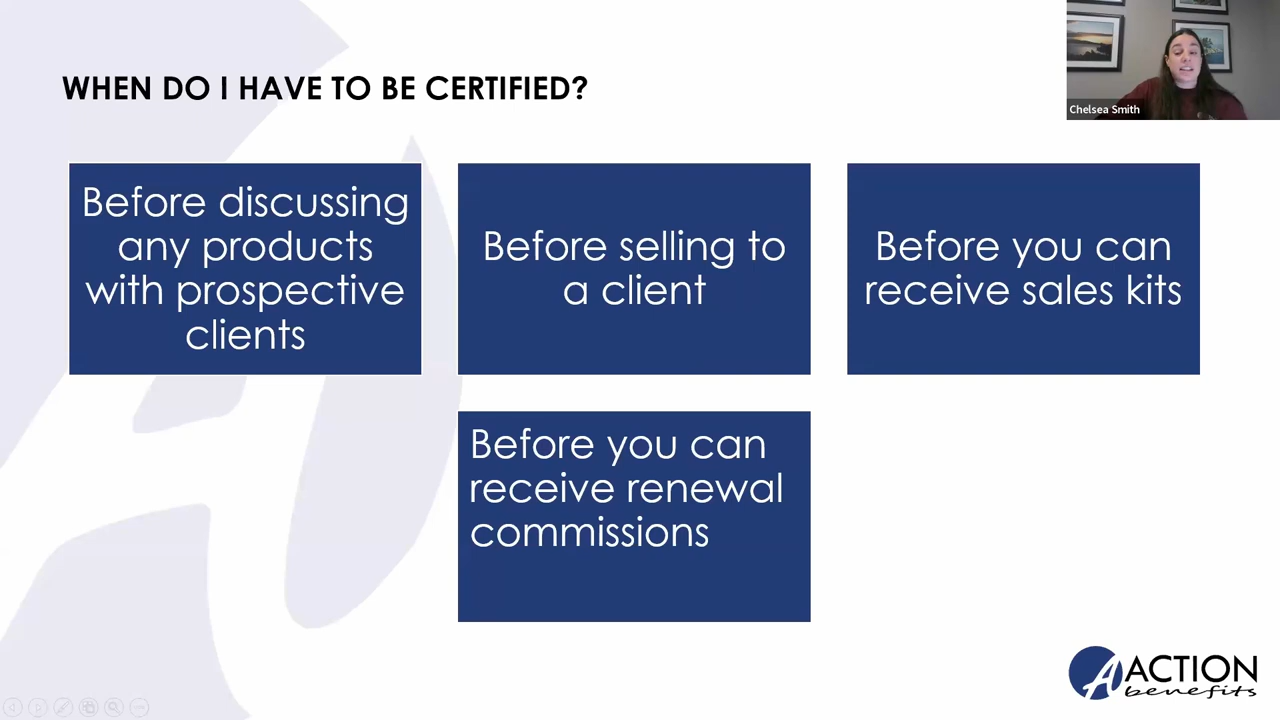 WHEN DO I HAVE TO BE CERTIFIED?
Chelsea Smith
Before discussing
any products
with prospective
clients
Before selling to
a client
Before you can
receive sales kits
Before you can
receive renewal
commissions
A ACTION
benefits